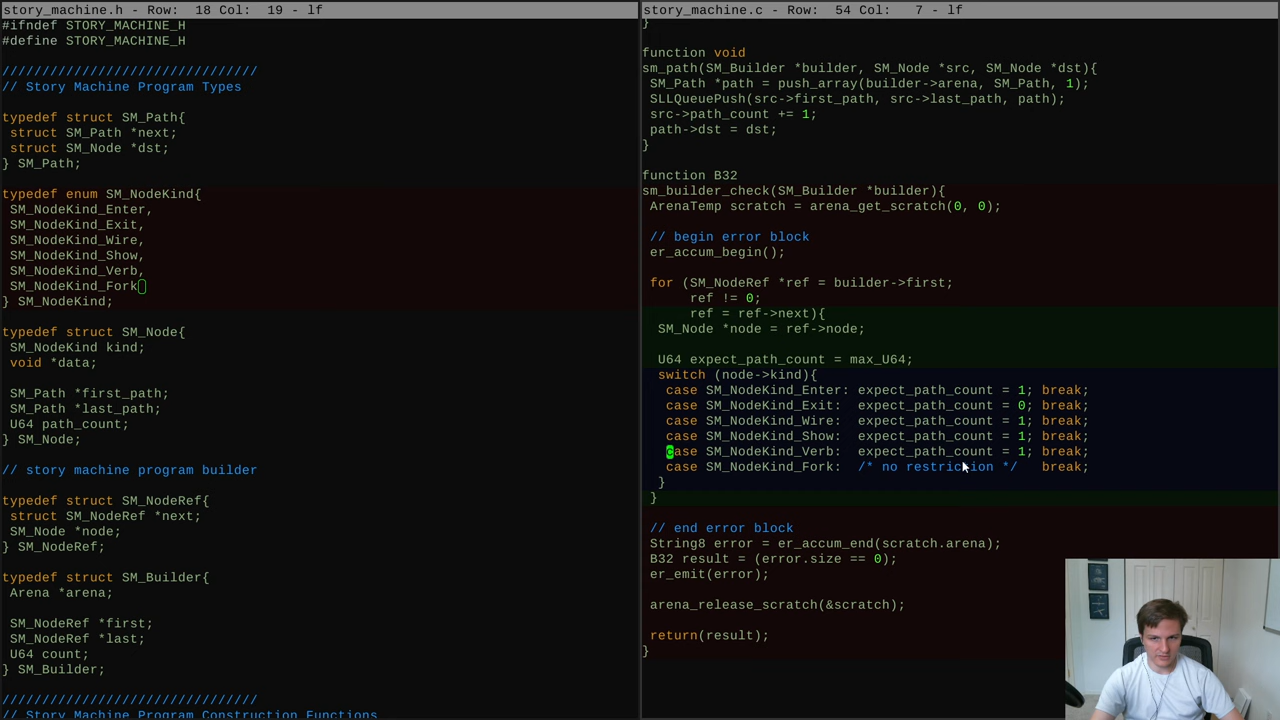 story_machine.h - Row:  18 Col:  19 - lf
#ifndef STORY_MACHINE_H
#define STORY_MACHINE_H
////////////////////////////////
// Story Machine Program Types
typedef struct SM_Path{
 struct SM_Path *next;
 struct SM_Node *dst;
} SM_Path;
typedef enum SM_NodeKind{
 SM_NodeKind_Enter,
 SM_NodeKind_Exit,
 SM_NodeKind_Wire,
 SM_NodeKind_Show,
 SM_NodeKind_Verb,
 SM_NodeKind_Fork
} SM_NodeKind;
typedef struct SM_Node{
 SM_NodeKind kind;
 void *data;
 SM_Path *first_path;
 SM_Path *last_path;
 U64 path_count;
} SM_Node;
// story machine program builder
typedef struct SM_NodeRef{
 struct SM_NodeRef *next;
 SM_Node *node;
} SM_NodeRef;
typedef struct SM_Builder{
 Arena *arena;
 SM_NodeRef *first;
 SM_NodeRef *last;
 U64 count;
} SM_Builder;
////////////////////////////////
// Story Machine Program Construction Functions
story_machine.c - Row:  54 Col:   7 - lf
}
function void
sm_path(SM_Builder *builder, SM_Node *src, SM_Node *dst){
 SM_Path *path = push_array(builder->arena, SM_Path, 1);
 SLLQueuePush(src->first_path, src->last_path, path);
 src->path_count += 1;
 path->dst = dst;
}
function B32
sm_builder_check(SM_Builder *builder){
 ArenaTemp scratch = arena_get_scratch(0, 0);
 // begin error block
 er_accum_begin();
 for (SM_NodeRef *ref = builder->first;
      ref != 0;
      ref = ref->next){
  SM_Node *node = ref->node;
  U64 expect_path_count = max_U64;
  switch (node->kind){
   case SM_NodeKind_Enter: expect_path_count = 1; break;
   case SM_NodeKind_Exit:  expect_path_count = 0; break;
   case SM_NodeKind_Wire:  expect_path_count = 1; break;
   case SM_NodeKind_Show:  expect_path_count = 1; break;
   case SM_NodeKind_Verb:  expect_path_count = 1; break;
   case SM_NodeKind_Fork:  /* no restriction */   break;
  }
 }
 // end error block
 String8 error = er_accum_end(scratch.arena);
 B32 result = (error.size == 0);
 er_emit(error);
 arena_release_scratch(&scratch);
 return(result);
}